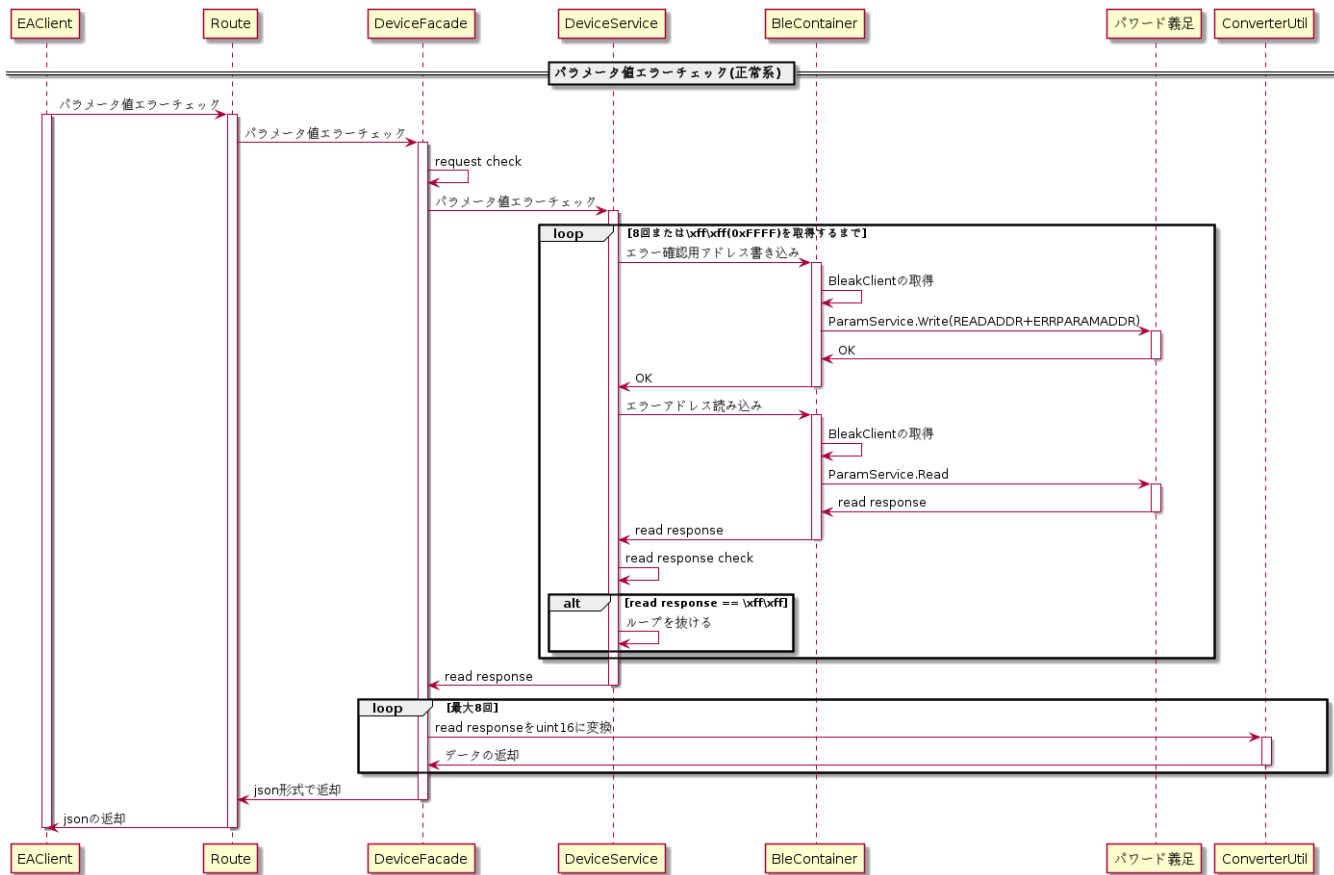 EAClient
Route
DeviceFacade
DeviceService
BleContainer
パワード義足
ConverterUtil
パラメータ値エラーチェック(正常系)
パラメータ値エラーチェック
パラメータ値エラーチェック
request check
パラメータ値エラーチェック
loop
[8回または\xff\xff(0xFFFF)を取得するまで]
エラー確認用アドレス書き込み
BleakClientの取得
ParamService.Write(READADDR+ERRPARAMADDR)
OK
OK
エラーアドレス読み込み
BleakClientの取得
ParamService.Read
read response
read response
read response check
alt
[read response == \xff\xff]
ループを抜ける
read response
loop
[最大8回]
read responseをuint16に変換
データの返却
json形式で返却
jsonの返却
EAClient
Route
DeviceFacade
DeviceService
BleContainer
パワード義足
ConverterUtil